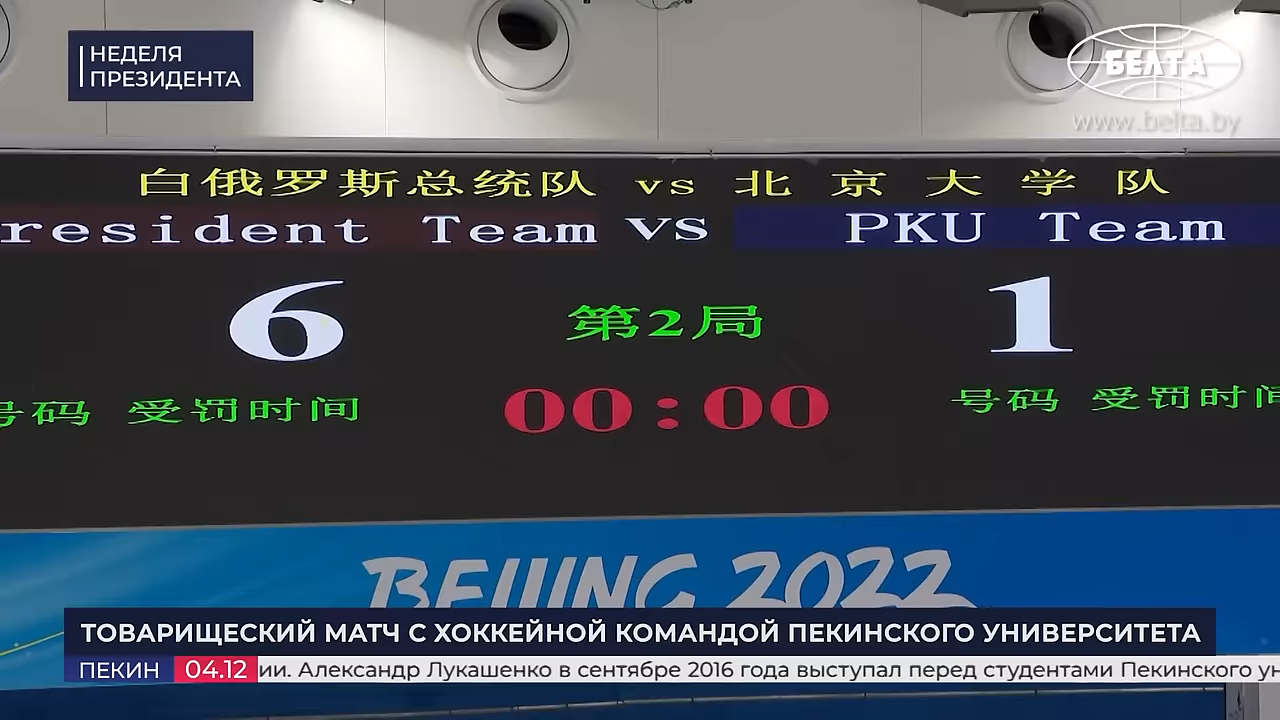 НЕДЕЛЯ
ПРЕЗИДЕНТА
БЕЛТА
www.belta.by
白俄罗斯总统队 vs 北京大学队
resident Team VS PKU Team
6 第2局 1
号码 受罚时间 00:00 号码 受罚时间
BEIJING 2022
ТОВАРИЩЕСКИЙ МАТЧ С ХОККЕЙНОЙ КОМАНДОЙ ПЕКИНСКОГО УНИВЕРСИТЕТА
ПЕКИН 04.12 ии. Александр Лукашенко в сентябре 2016 года выступал перед студентами Пекинского ун